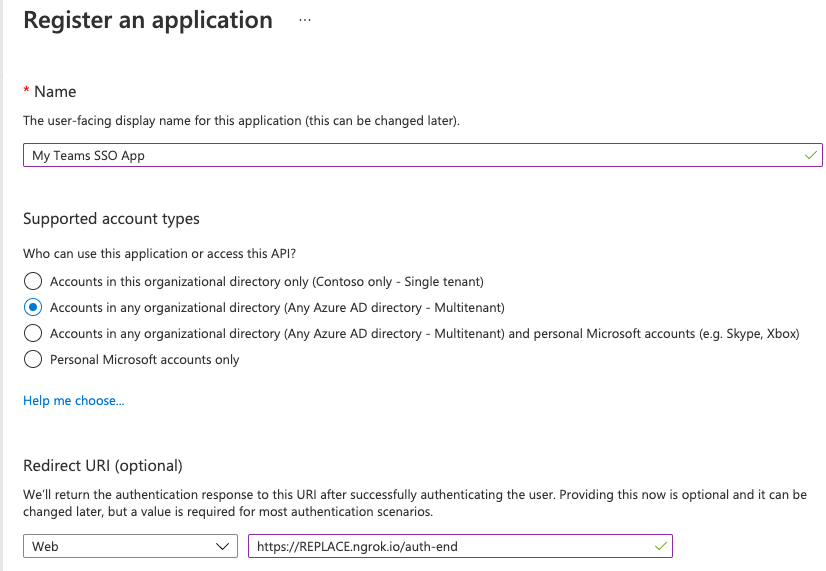 Register an application ...
* Name
The user-facing display name for this application (this can be changed later).
My Teams SSO App
Supported account types
Who can use this application or access this API?
Accounts in this organizational directory only (Contoso only - Single tenant)
Accounts in any organizational directory (Any Azure AD directory - Multitenant)
Accounts in any organizational directory (Any Azure AD directory - Multitenant) and personal Microsoft accounts (e.g. Skype, Xbox)
Personal Microsoft accounts only
Help me choose...
Redirect URI (optional)
We'll return the authentication response to this URI after successfully authenticating the user. Providing this now is optional and it can be
changed later, but a value is required for most authentication scenarios.
Web https://REPLACE.ngrok.io/auth-end